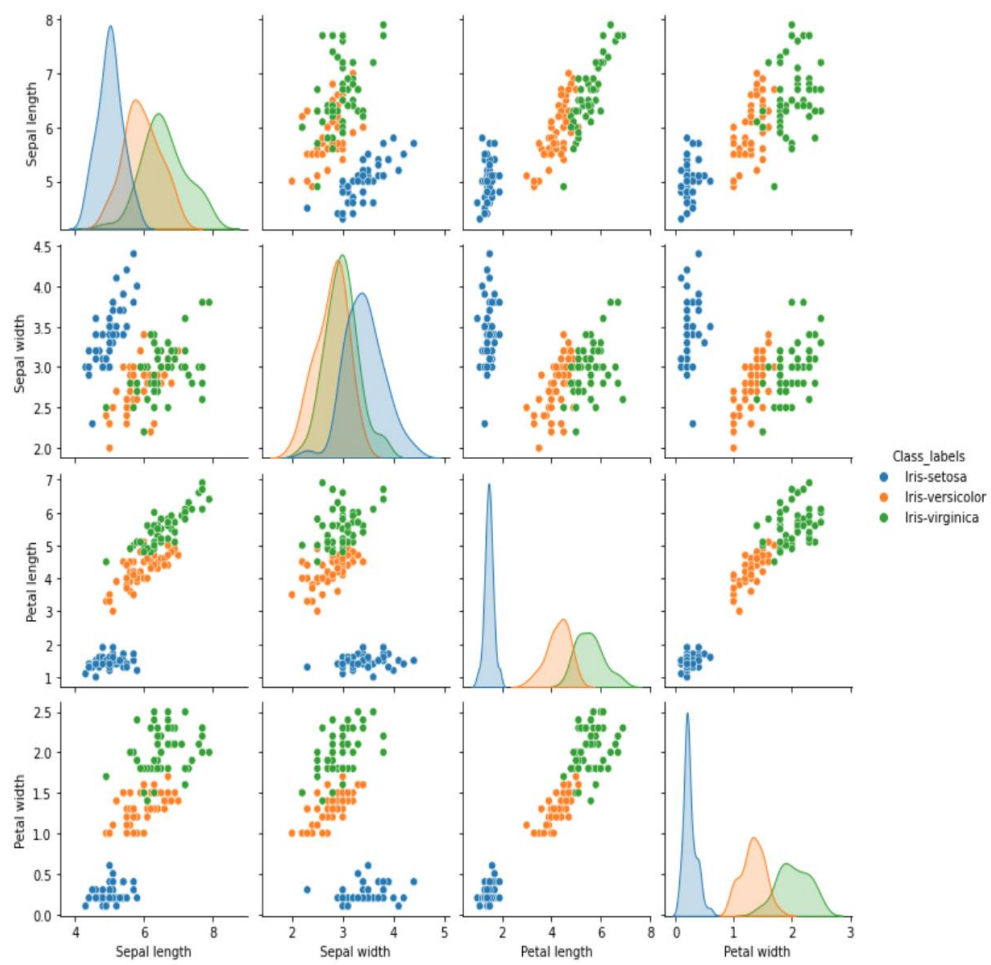 8
7
6
5
Sepal length
4.5
4.0
3.5
3.0
2.5
2.0
Sepal width
Class_labels
Iris-setosa
Iris-versicolor
Iris-virginica
7
6
5
4
3
2
1
Petal length
2.5
2.0
1.5
1.0
0.5
0.0
Petal width
4 6 8
2 3 4 5
2 4 6 8
0 1 2 3
Sepal length Sepal width Petal length Petal width